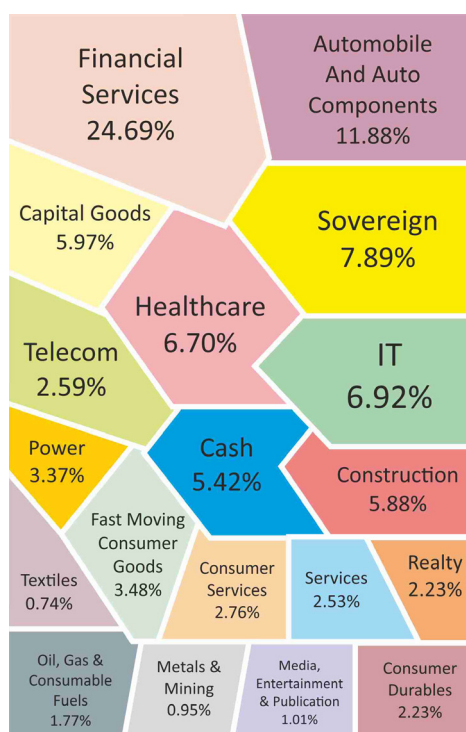 Financial
Services
24.69%
Automobile
And Auto
Components
11.88%
Capital Goods
5.97%
Sovereign
7.89%
Healthcare
6.70%
Telecom
2.59%
IT
6.92%
Power
3.37%
Cash
5.42%
Construction
5.88%
Fast Moving
Consumer
Goods
3.48%
Textiles
0.74%
Consumer
Services
2.76%
Services
2.53%
Realty
2.23%
Oil, Gas &
Consumable
Fuels
1.77%
Metals &
Mining
0.95%
Media,
Entertainment
& Publication
1.01%
Consumer
Durables
2.23%